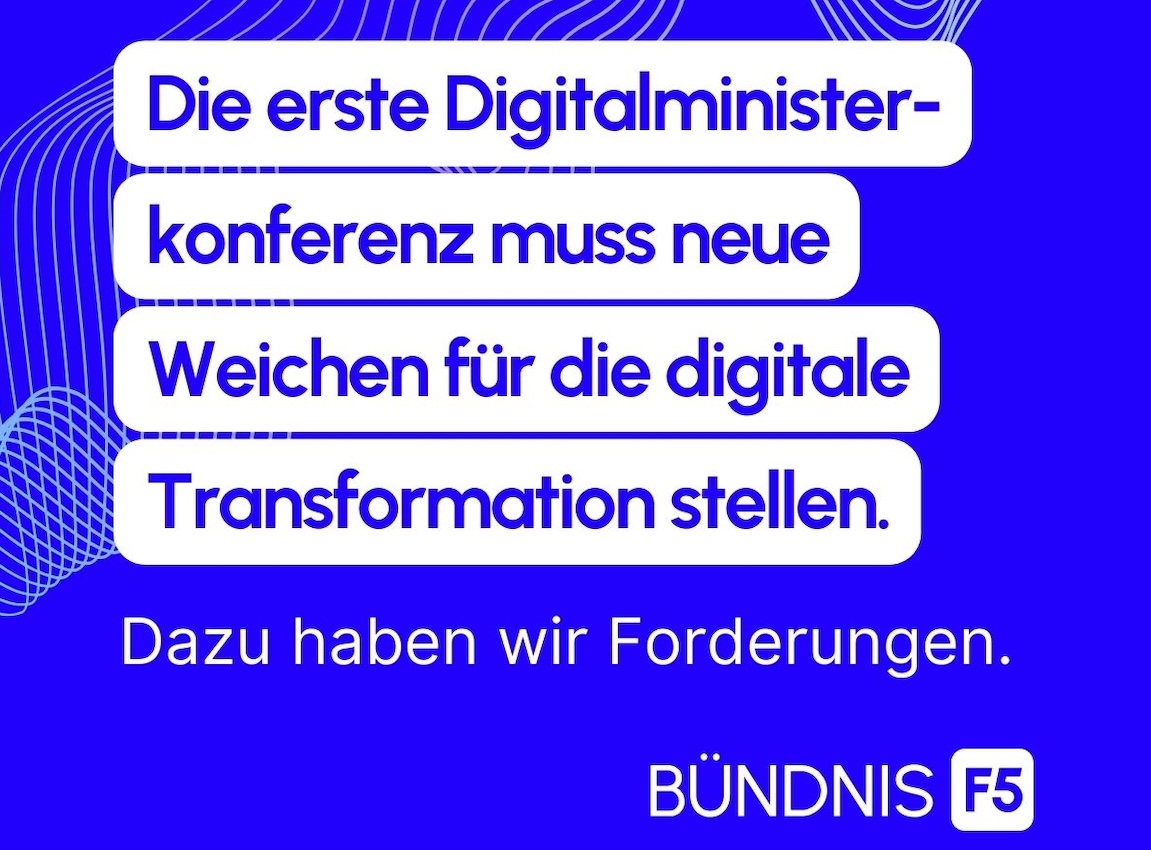 Die erste Digitalminister-
konferenz muss neue
Weichen für die digitale
Transformation stellen.
Dazu haben wir Forderungen.
BÜNDNIS F5